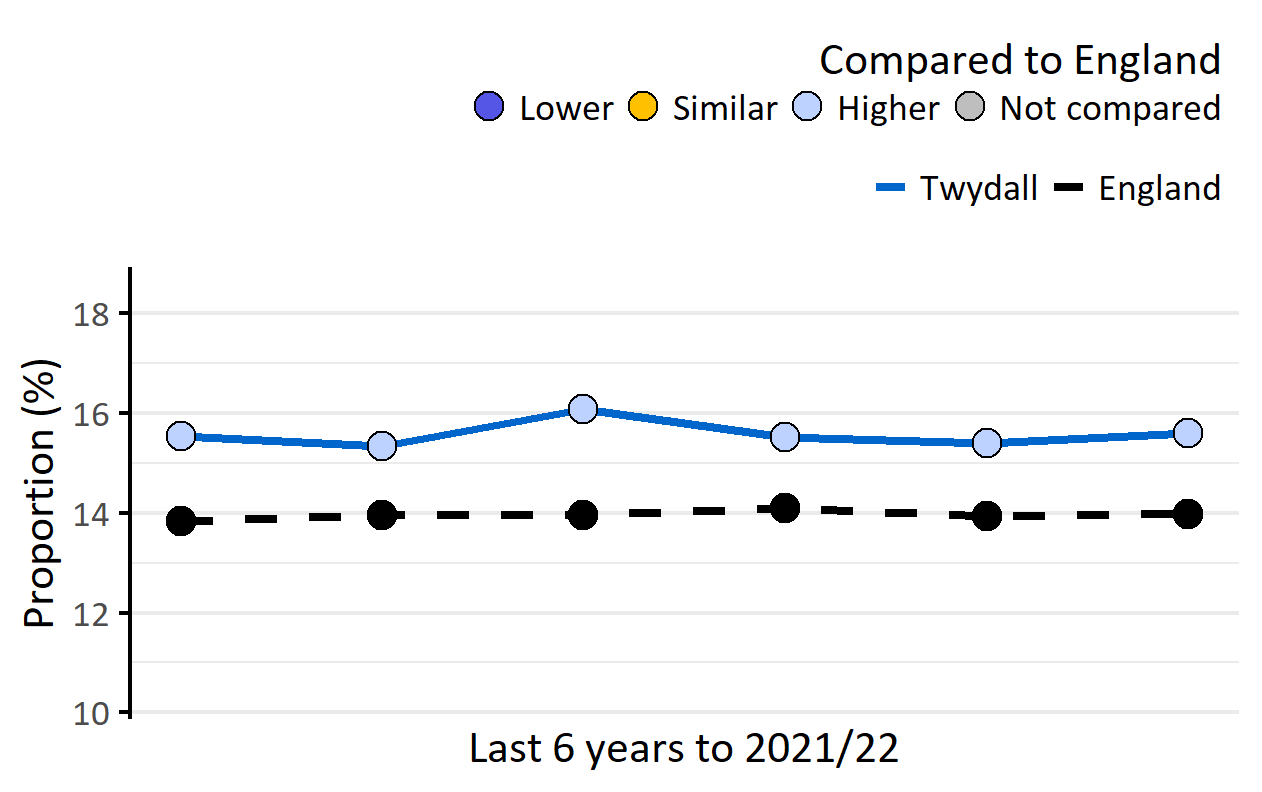 Compared to England
Lower Similar Higher Not compared
Twydall England
Proportion (%)
18
16
14
12
10
Last 6 years to 2021/22